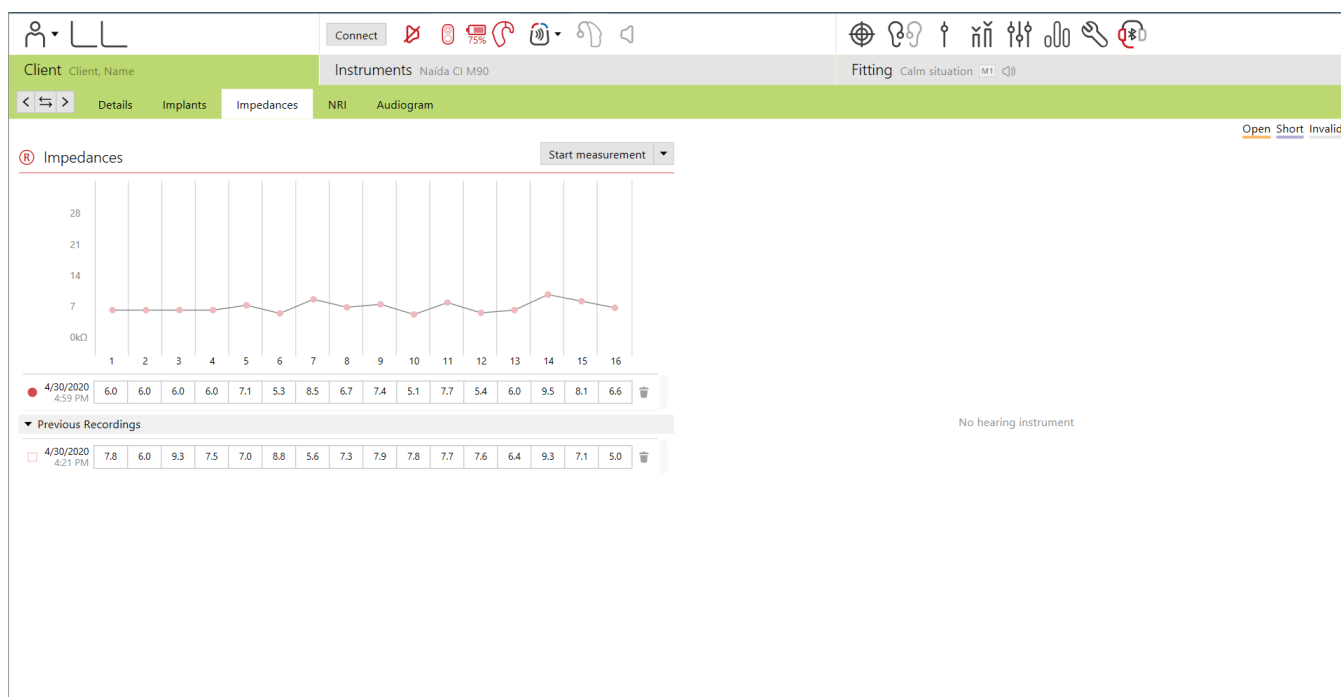 Connect
75%
Client Client, Name
Instruments Naída CI M90
Fitting Calm situation M1
Details Implants Impedances NRI Audiogram
Open Short Invalid
R Impedances
Start measurement
28
21
14
7
0kΩ
1 2 3 4 5 6 7 8 9 10 11 12 13 14 15 16
4/30/2020 6.0 6.0 6.0 6.0 7.1 5.3 8.5 6.7 7.4 5.1 7.7 5.4 6.0 9.5 8.1 6.6
4:59 PM
Previous Recordings
4/30/2020 7.8 6.0 9.3 7.5 7.0 8.8 5.6 7.3 7.9 7.8 7.7 7.6 6.4 9.3 7.1 5.0
4:21 PM
No hearing instrument